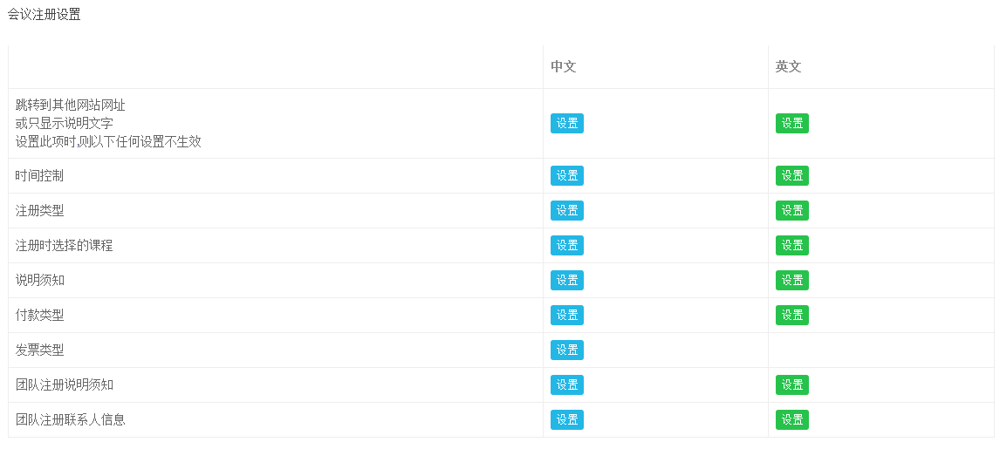 会议注册设置
中文 英文
跳转到其他网站网址
或只显示说明文字
设置此项时,则以下任何设置不生效
设置 设置
时间控制 设置 设置
注册类型 设置 设置
注册时选择的课程 设置 设置
说明须知 设置 设置
付款类型 设置 设置
发票类型 设置
团队注册说明须知 设置 设置
团队注册联系人信息 设置 设置